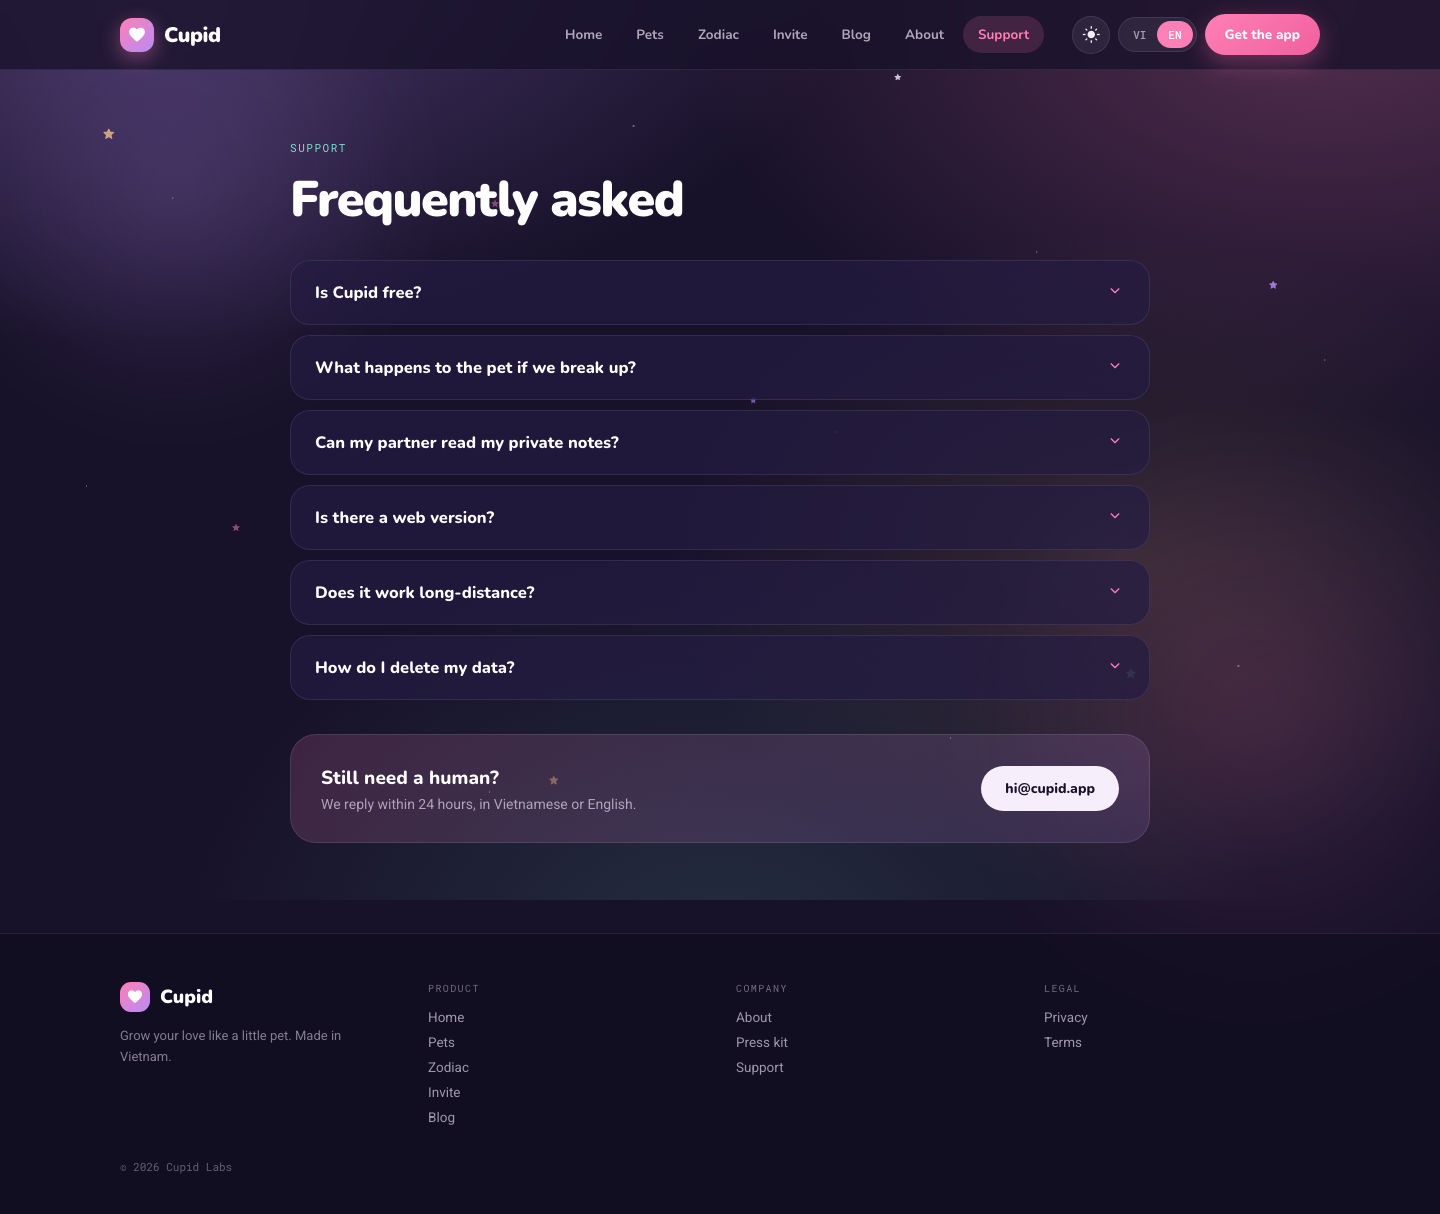 Cupid
Home
Pets
Zodiac
Invite
Blog
About
Support
VI
EN
Get the app
SUPPORT
Frequently asked
Is Cupid free?
What happens to the pet if we break up?
Can my partner read my private notes?
Is there a web version?
Does it work long-distance?
How do I delete my data?
Still need a human?
We reply within 24 hours, in Vietnamese or English.
hi@cupid.app
Cupid
Grow your love like a little pet. Made in
Vietnam.
PRODUCT
Home
Pets
Zodiac
Invite
Blog
COMPANY
About
Press kit
Support
LEGAL
Privacy
Terms
© 2026 Cupid Labs